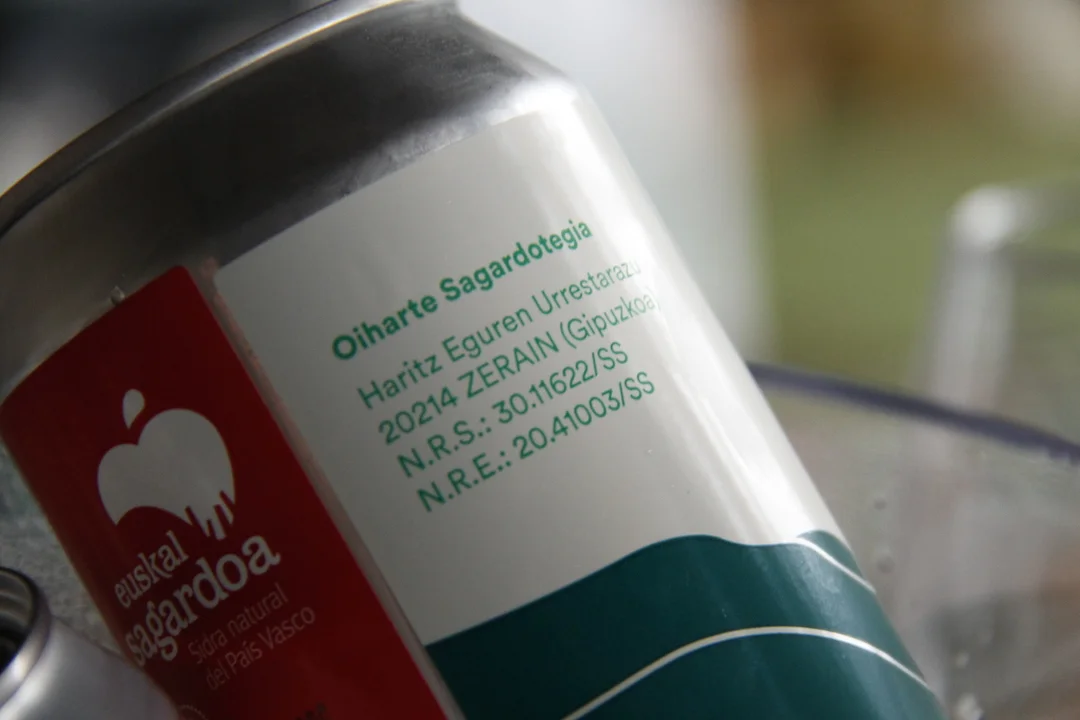 Oiharte Sagardotegia
Haritz Eguren Urrestarazu
20214 ZERAIN (Gipuzkoa)
N.R.S.: 30.11622/SS
N.R.E.: 20.41003/SS
euskal
sagardoa
Sidra natural
del País Vasco